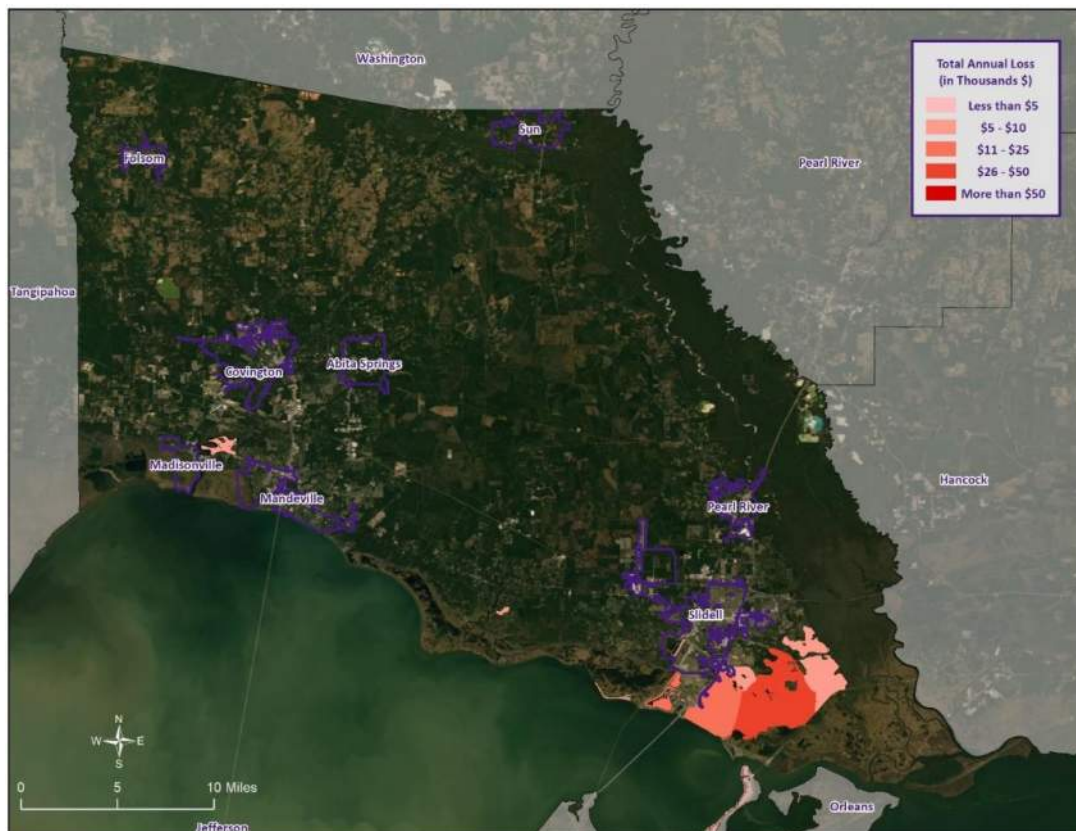 Washington
Total Annual Loss
(in Thousands $)
Less than $5
$5 - $10
$11 - $25
$26 - $50
More than $50
Sun
Folsom
Pearl River
Tangipahoa
Covington
Abita Springs
Madisonville
Mandeville
Hancock
Pearl River
Slidell
N
W E
S
0 5 10 Miles
Orleans
Jefferson